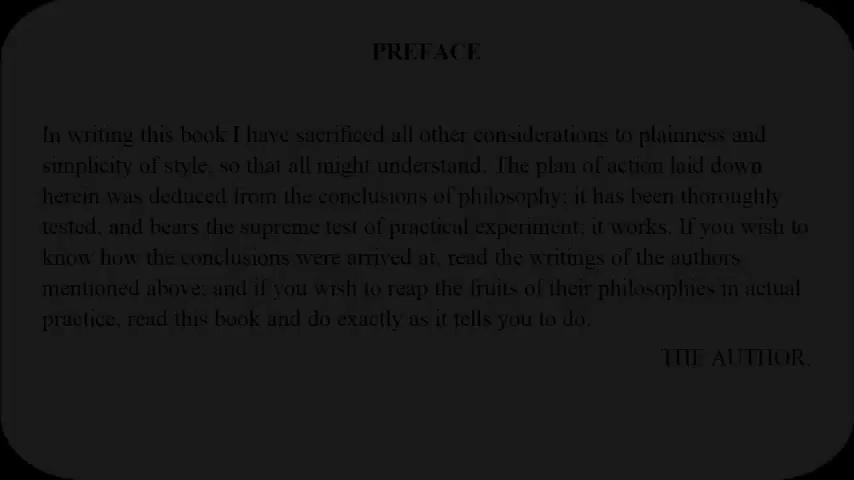 PREFACE
In writing this book I have sacrificed all other considerations to plainness and
simplicity of style, so that all might understand. The plan of action laid down
herein was deduced from the conclusions of philosophy; it has been thoroughly
tested, and bears the supreme test of practical experiment; it works. If you wish to
know how the conclusions were arrived at, read the writings of the authors
mentioned above; and if you wish to reap the fruits of their philosophies in actual
practice, read this book and do exactly as it tells you to do.
THE AUTHOR.